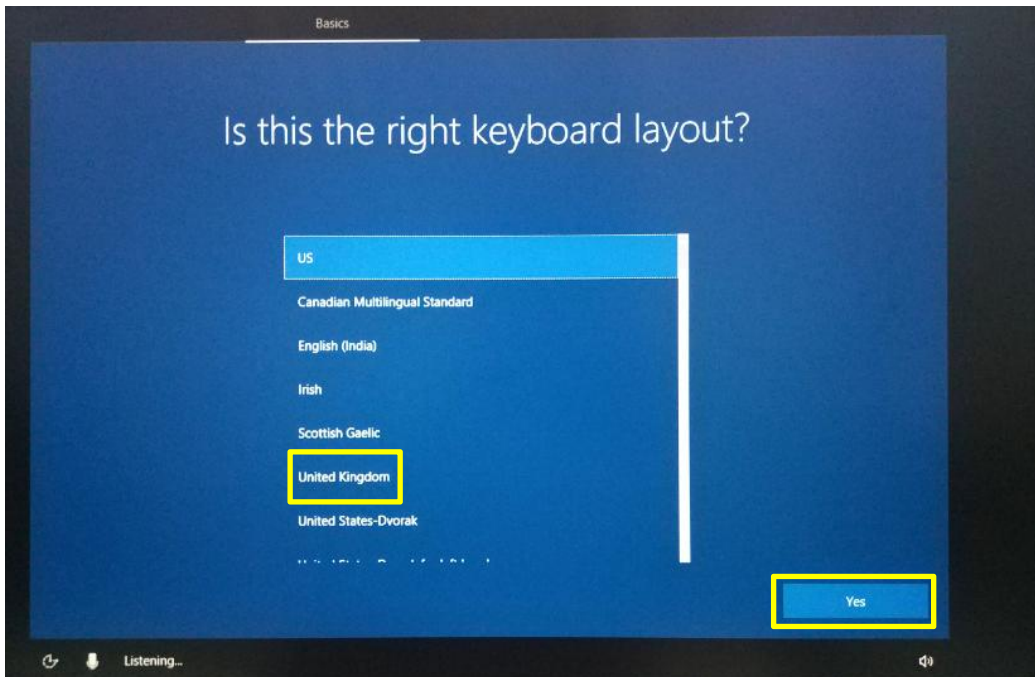 Basics
Is this the right keyboard layout?
US
Canadian Multilingual Standard
English (India)
Irish
Scottish Gaelic
United Kingdom
United States-Dvorak
Yes
Listening...